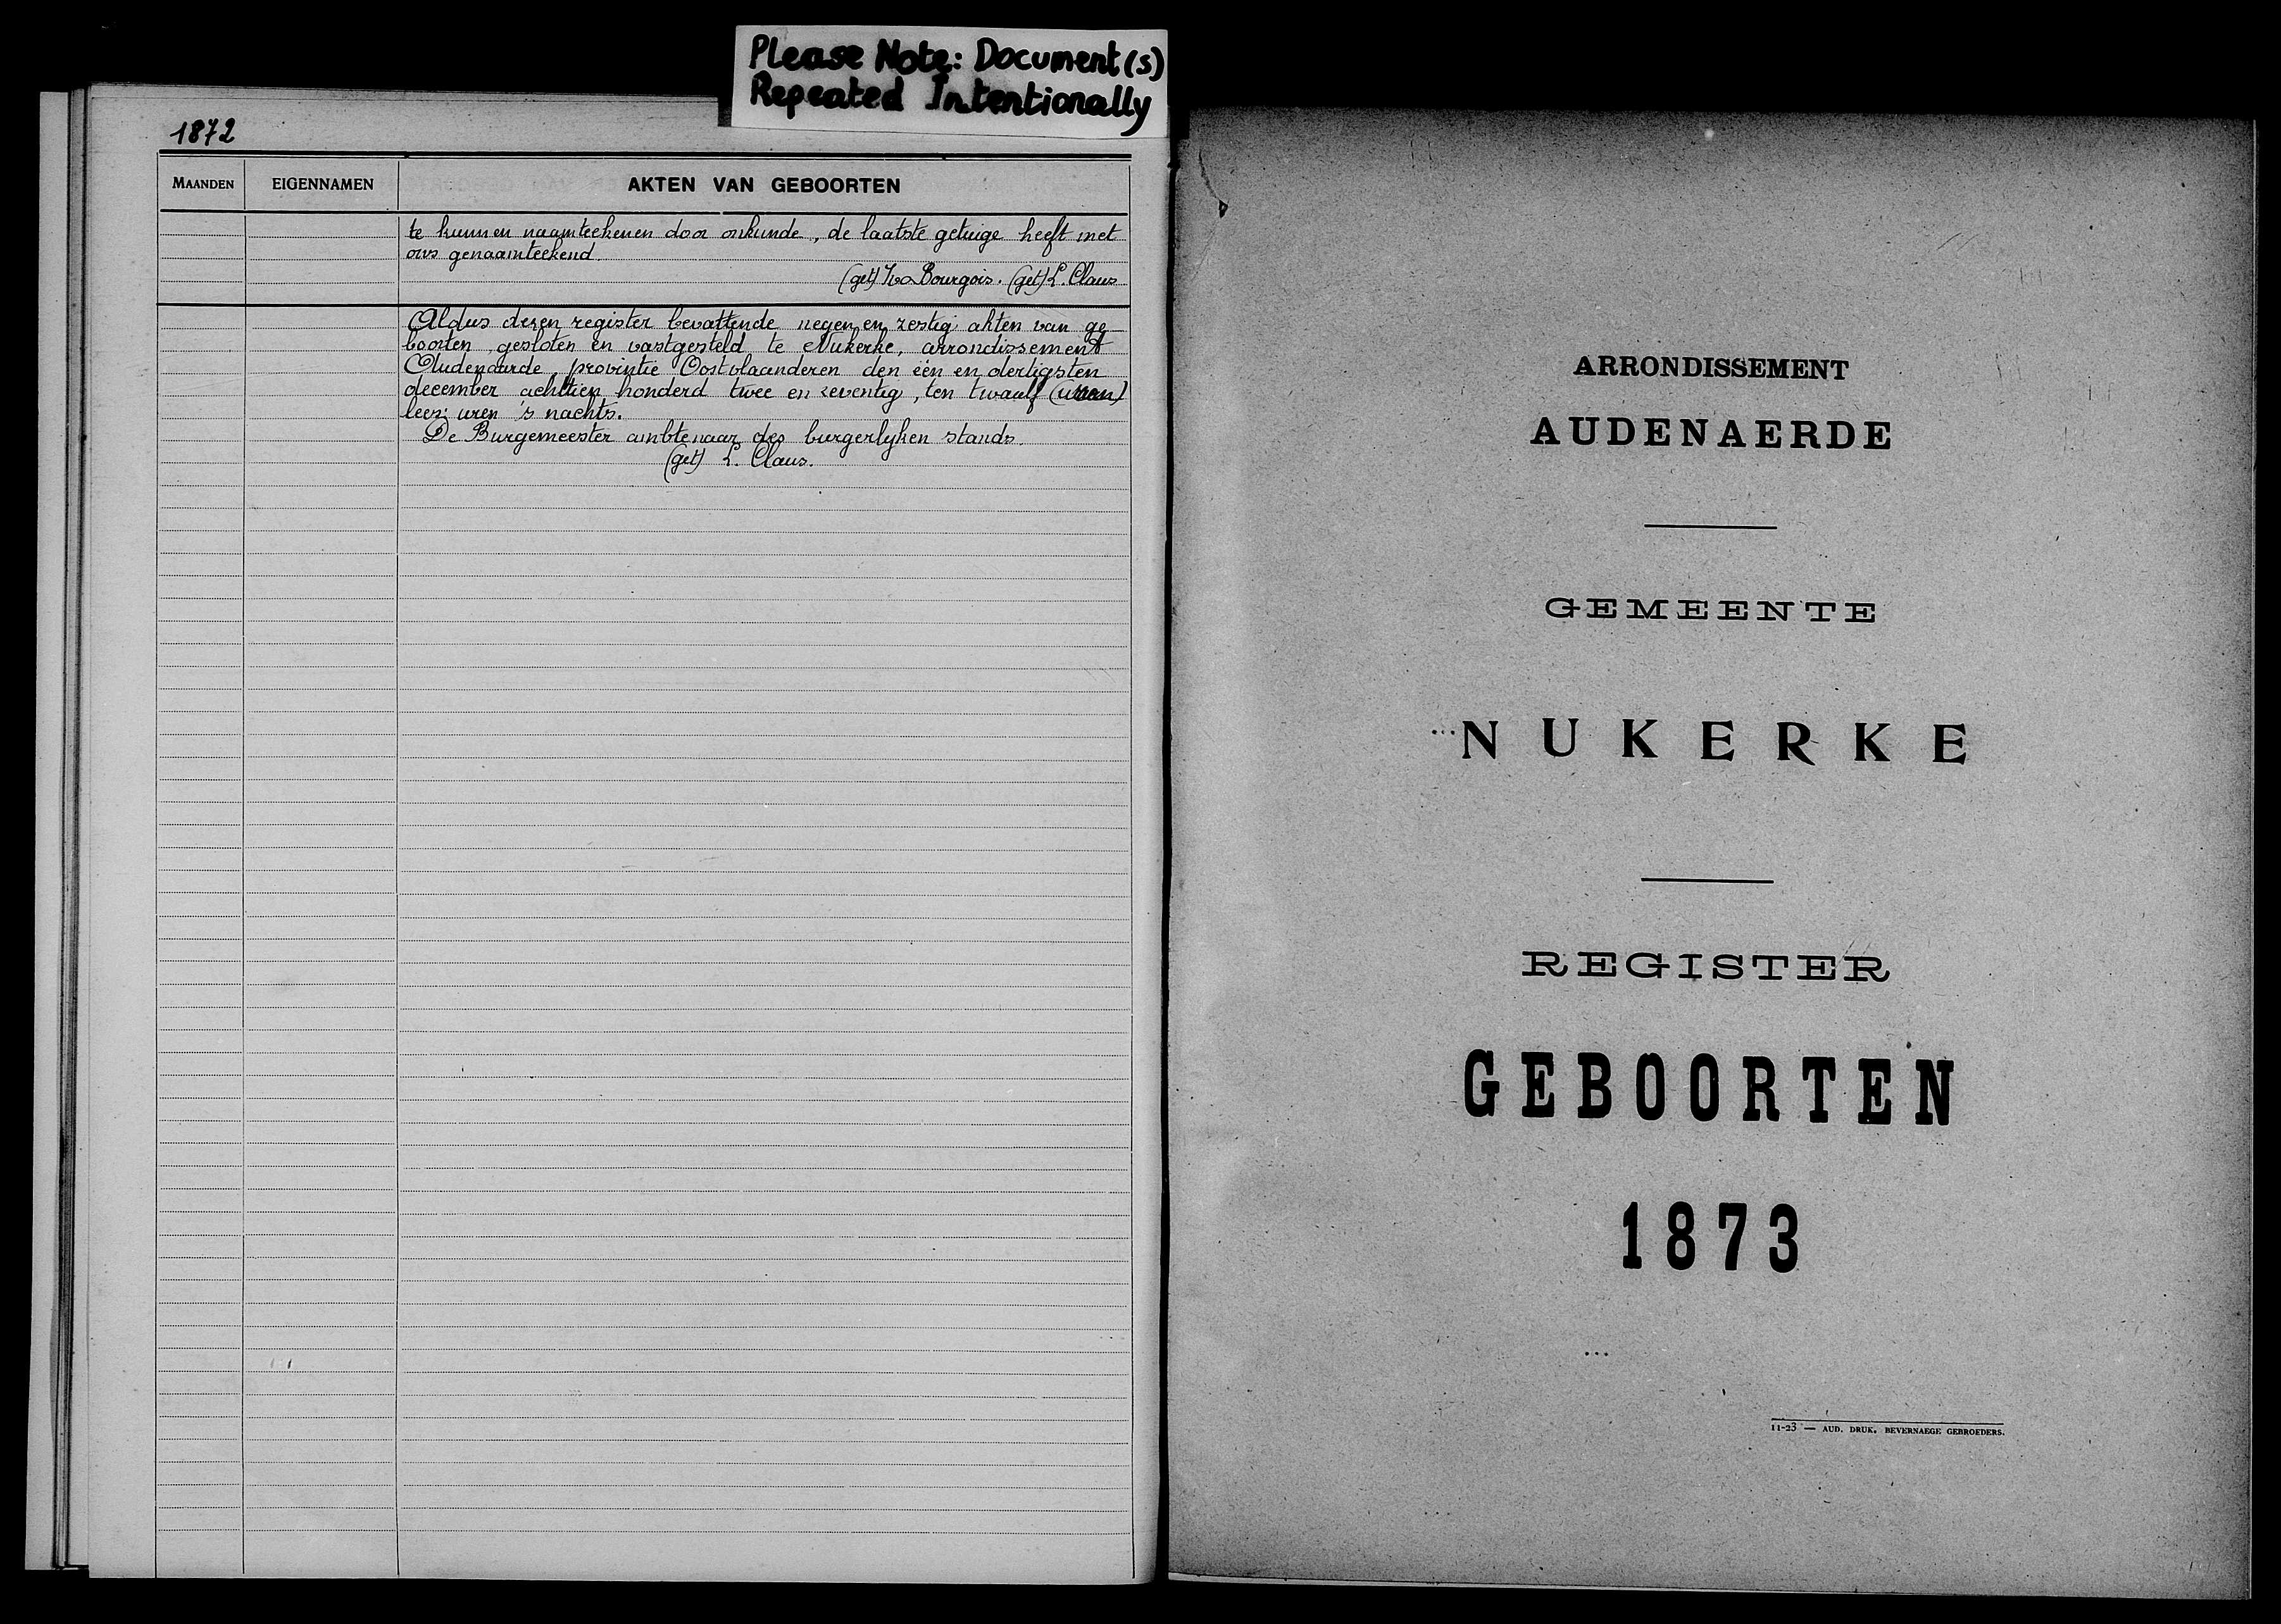 Please Note: Document(s)
Repeated Intentionally
1872
MAANDEN EIGENNAMEN AKTEN VAN GEBOORTEN
te kunnen naamteekenen door onkunde, de laatste getuige heeft met
ons genaamteekend.
(get) Bourgois. (get) L. Claus
Aldus dezen register bevattende negen en zestig akten van ge-
boorten, gesloten en vastgesteld te Nukerke, arrondissement
Audenaarde, provintie Oostvlaanderen den één en dertigsten
december achttien honderd twee en zeventig, ten twaalf (uren)
lees: uren 's nachts.
De Burgemeester ambtenaar des burgerlyken stands.
(get) L. Claus.
ARRONDISSEMENT
AUDENAERDE
GEMEENTE
...NUKERKE
REGISTER
GEBOORTEN
1873
...
11-23 — AUD. DRUK. BEVERNAEGE GEBROEDERS.